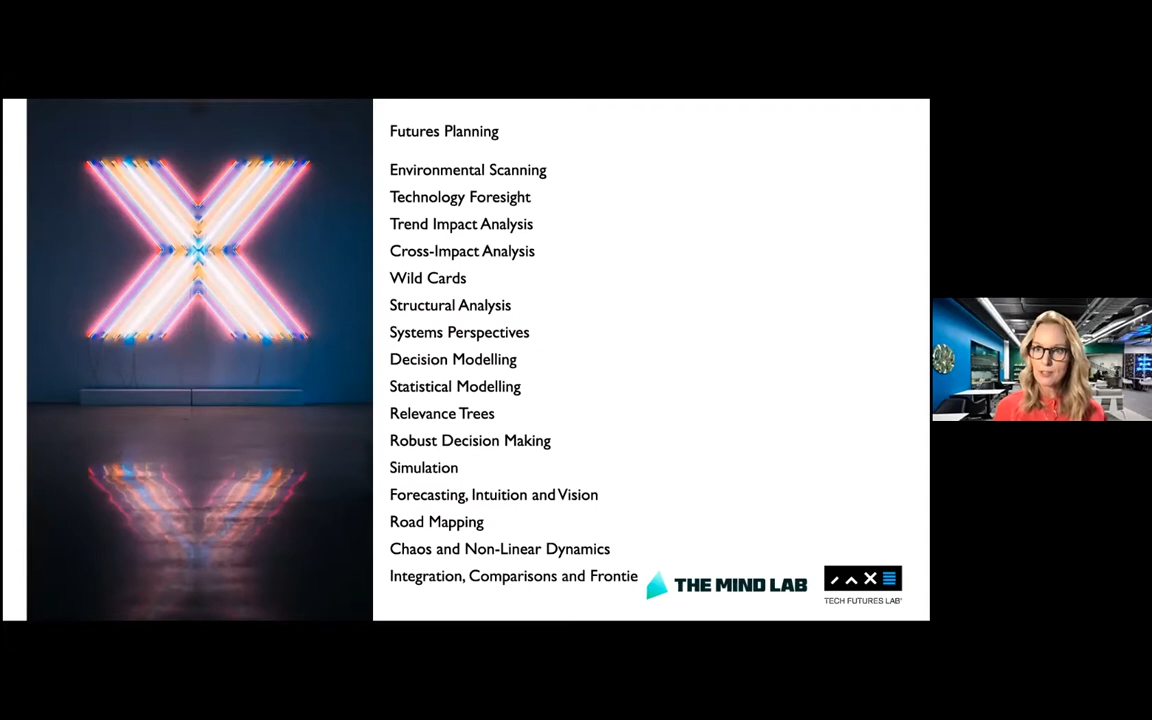 Futures Planning
Environmental Scanning
Technology Foresight
Trend Impact Analysis
Cross-Impact Analysis
Wild Cards
Structural Analysis
Systems Perspectives
Decision Modelling
Statistical Modelling
Relevance Trees
Robust Decision Making
Simulation
Forecasting, Intuition and Vision
Road Mapping
Chaos and Non-Linear Dynamics
Integration, Comparisons and Frontie
THE MIND LAB
TECH FUTURES LAB